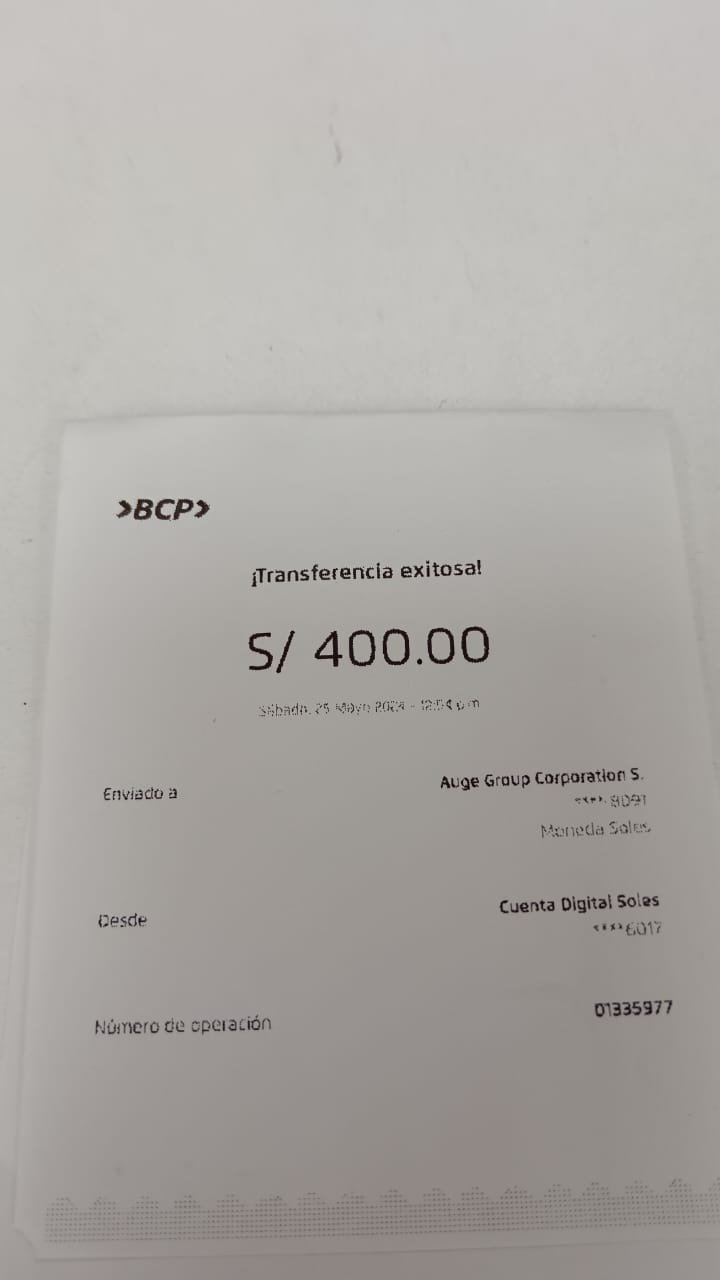 >BCP>
¡Transferencia exitosa!
S/ 400.00
Sábado, 25 Mayo 2024 - 12:54 pm
Enviado a
Auge Group Corporation S.
**** 8091
Moneda Soles
Desde
Cuenta Digital Soles
**** 6017
Número de operación
01335977